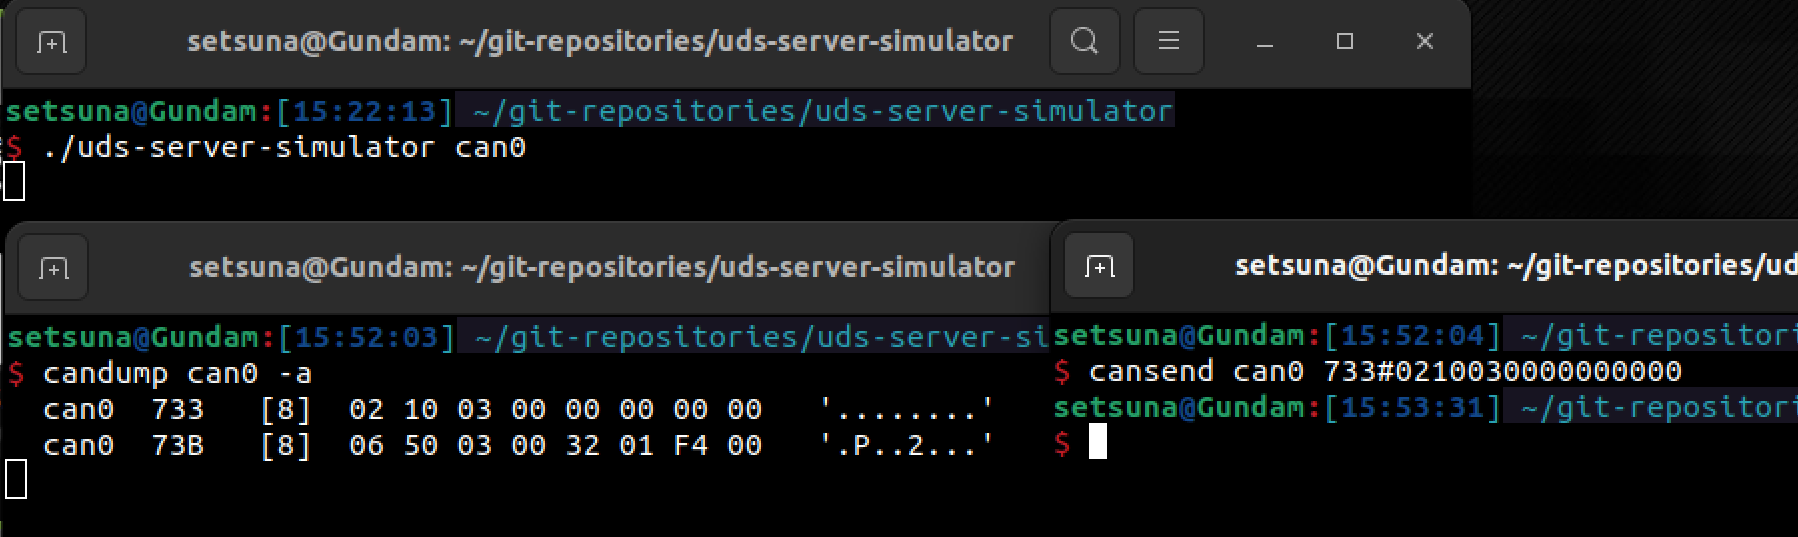 setsuna@Gundam: ~/git-repositories/uds-server-simulator
setsuna@Gundam:[15:22:13] ~/git-repositories/uds-server-simulator
$ ./uds-server-simulator can0
setsuna@Gundam: ~/git-repositories/uds-server-simulator
setsuna@Gundam:[15:52:03] ~/git-repositories/uds-server-si
$ candump can0 -a
can0 733 [8] 02 10 03 00 00 00 00 00 '........'
can0 73B [8] 06 50 03 00 32 01 F4 00 '.P..2...'
setsuna@Gundam: ~/git-repositories/ud
setsuna@Gundam:[15:52:04] ~/git-repositori
$ cansend can0 733#0210030000000000
setsuna@Gundam:[15:53:31] ~/git-repositori
$